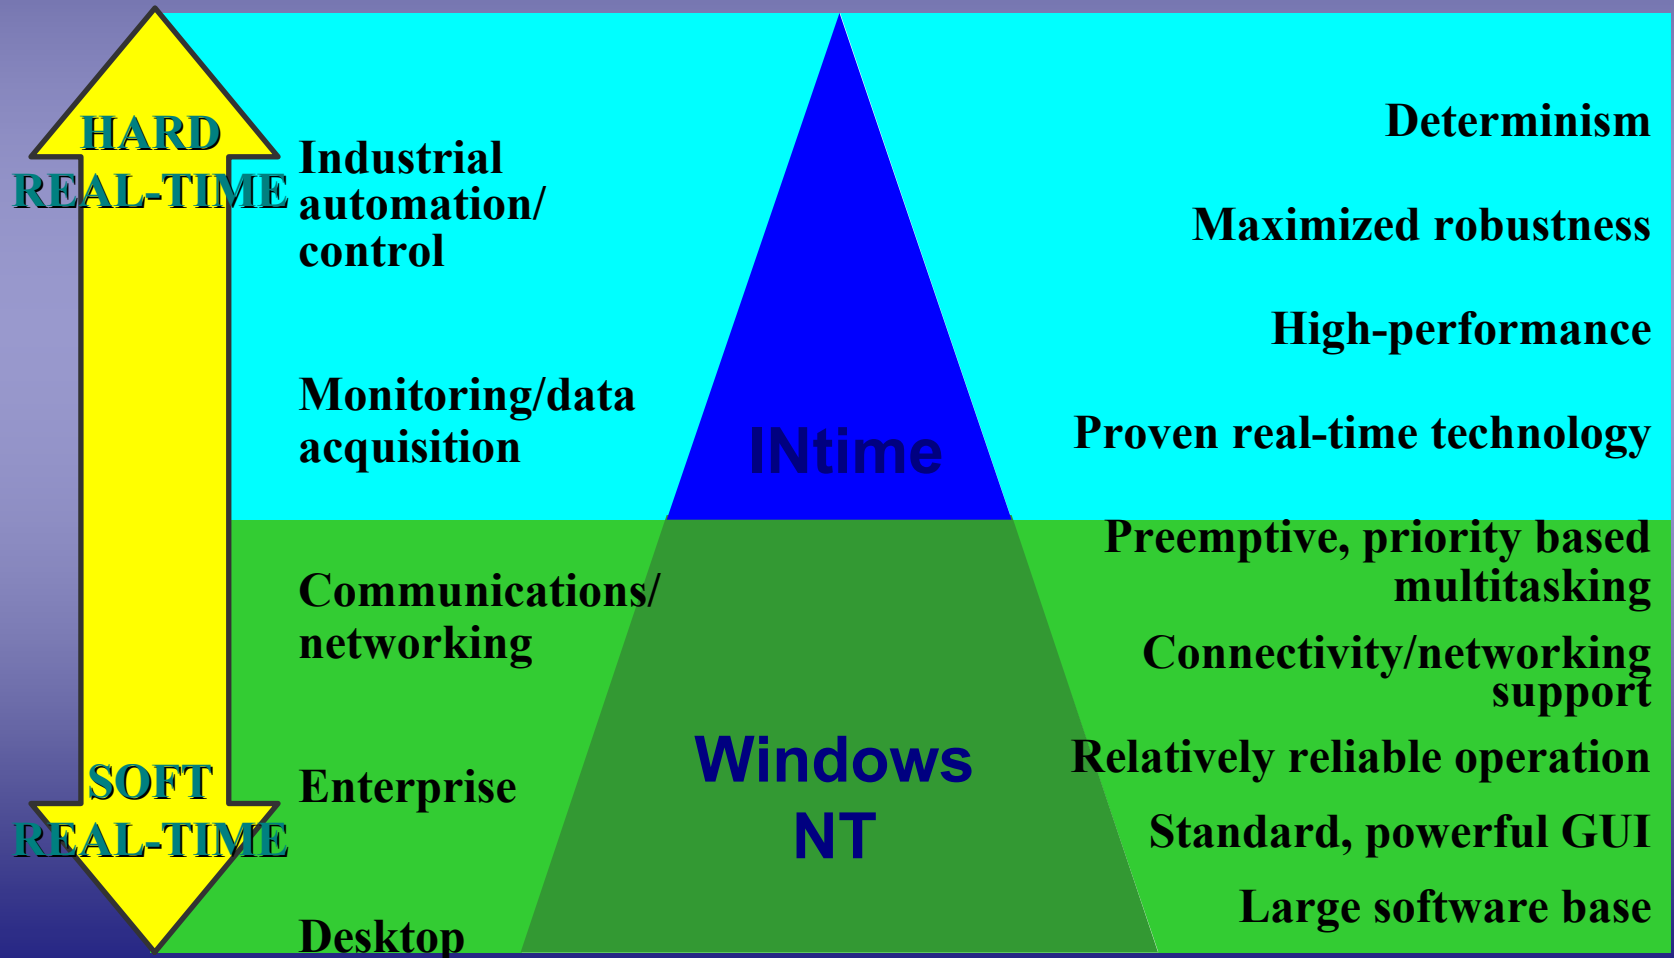 HARD
REAL-TIME
Industrial
automation/
control
Monitoring/data
acquisition
Communications/
networking
SOFT
REAL-TIME
Enterprise
Desktop
INtime
Windows
NT
Determinism
Maximized robustness
High-performance
Proven real-time technology
Preemptive, priority based
multitasking
Connectivity/networking
support
Relatively reliable operation
Standard, powerful GUI
Large software base